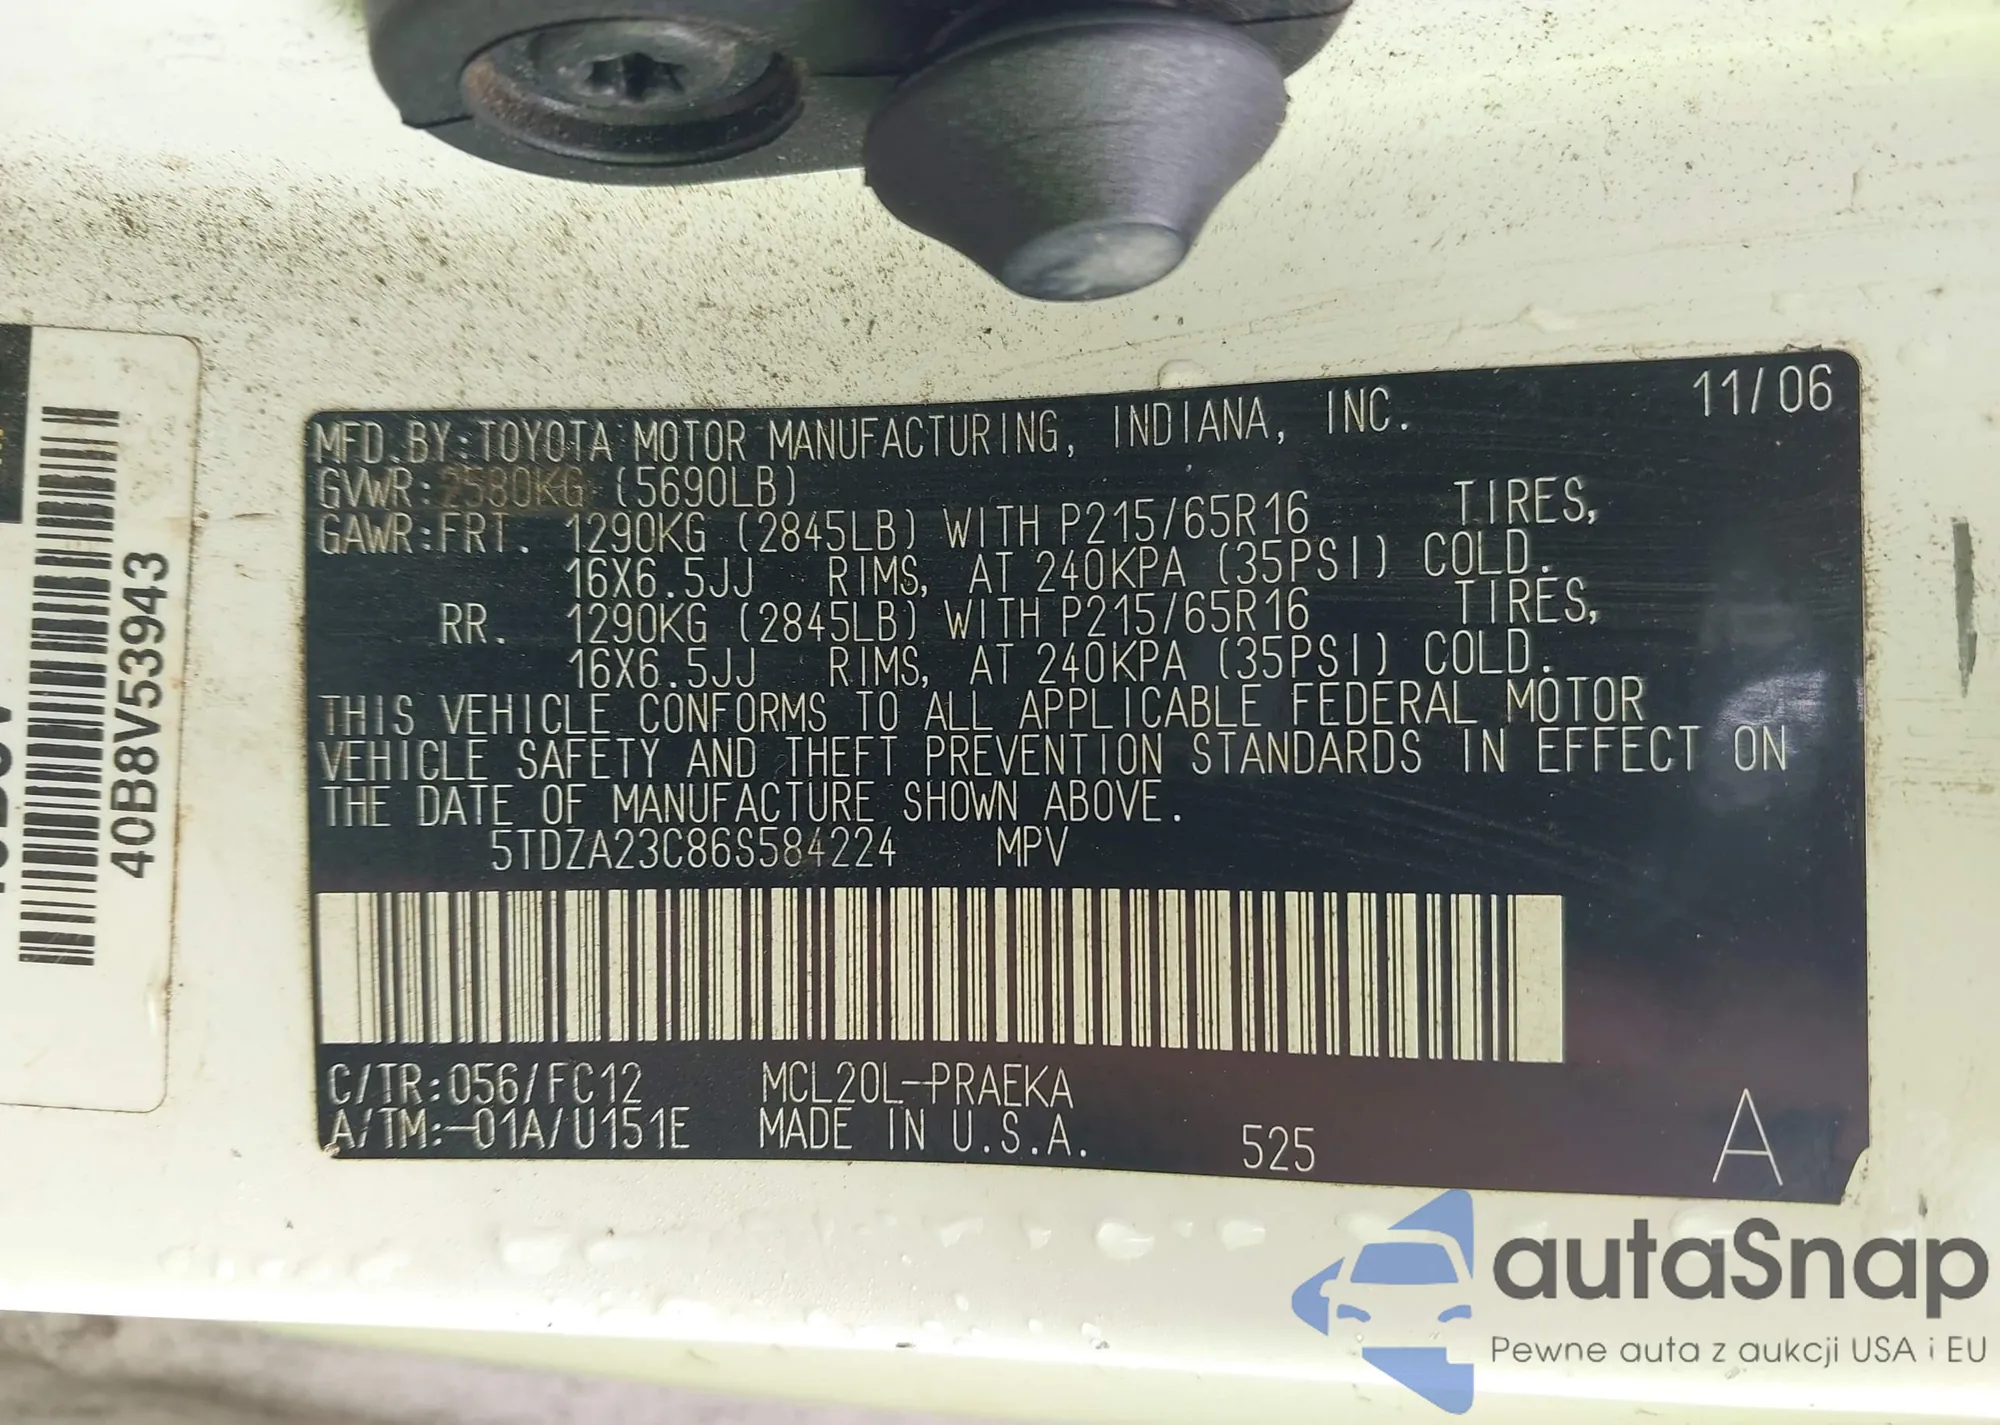 11/06
MFD.BY:TOYOTA MOTOR MANUFACTURING, INDIANA, INC.
GVWR:2580KG (5690LB)
GAWR:FRT. 1290KG (2845LB) WITH P215/65R16 TIRES,
16X6.5JJ RIMS, AT 240KPA (35PSI) COLD.
RR. 1290KG (2845LB) WITH P215/65R16 TIRES,
16X6.5JJ RIMS, AT 240KPA (35PSI) COLD.
THIS VEHICLE CONFORMS TO ALL APPLICABLE FEDERAL MOTOR
VEHICLE SAFETY AND THEFT PREVENTION STANDARDS IN EFFECT ON
THE DATE OF MANUFACTURE SHOWN ABOVE.
5TDZA23C86S584224 MPV
C/TR:056/FC12 MCL20L-PRAEKA
A/TM:-01A/U151E MADE IN U.S.A. 525 A
40B8V53943
autaSnap
Pewne auta z aukcji USA i EU